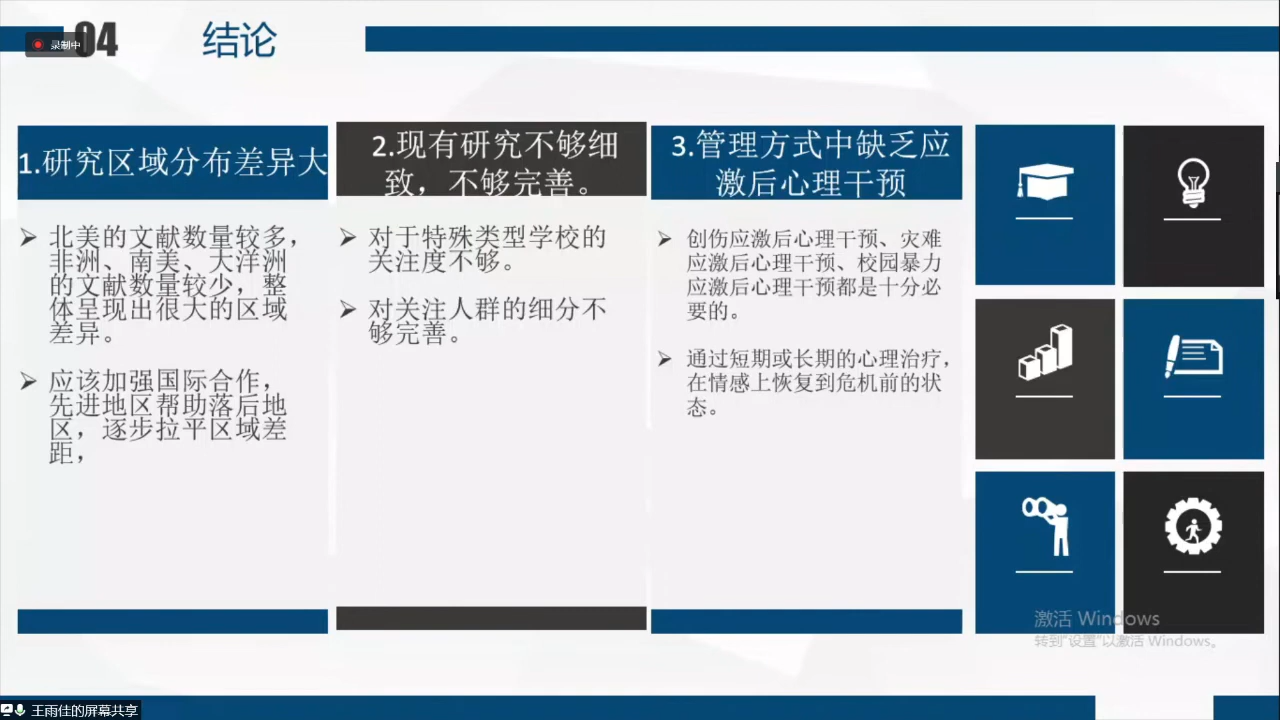 04
录制中
结论
1.研究区域分布差异大
北美的文献数量较多，
非洲、南美、大洋洲
的文献数量较少，整
体呈现出很大的区域
差异。
应该加强国际合作，
先进地区帮助落后地
区，逐步拉平区域差
距，
2.现有研究不够细
致，不够完善。
对于特殊类型学校的
关注度不够。
对关注人群的细分不
够完善。
3.管理方式中缺乏应
激后心理干预
创伤应激后心理干预、灾难
应激后心理干预、校园暴力
应激后心理干预都是十分必
要的。
通过短期或长期的心理治疗，
在情感上恢复到危机前的状
态。
激活 Windows
转到"设置"以激活 Windows。
王雨佳的屏幕共享